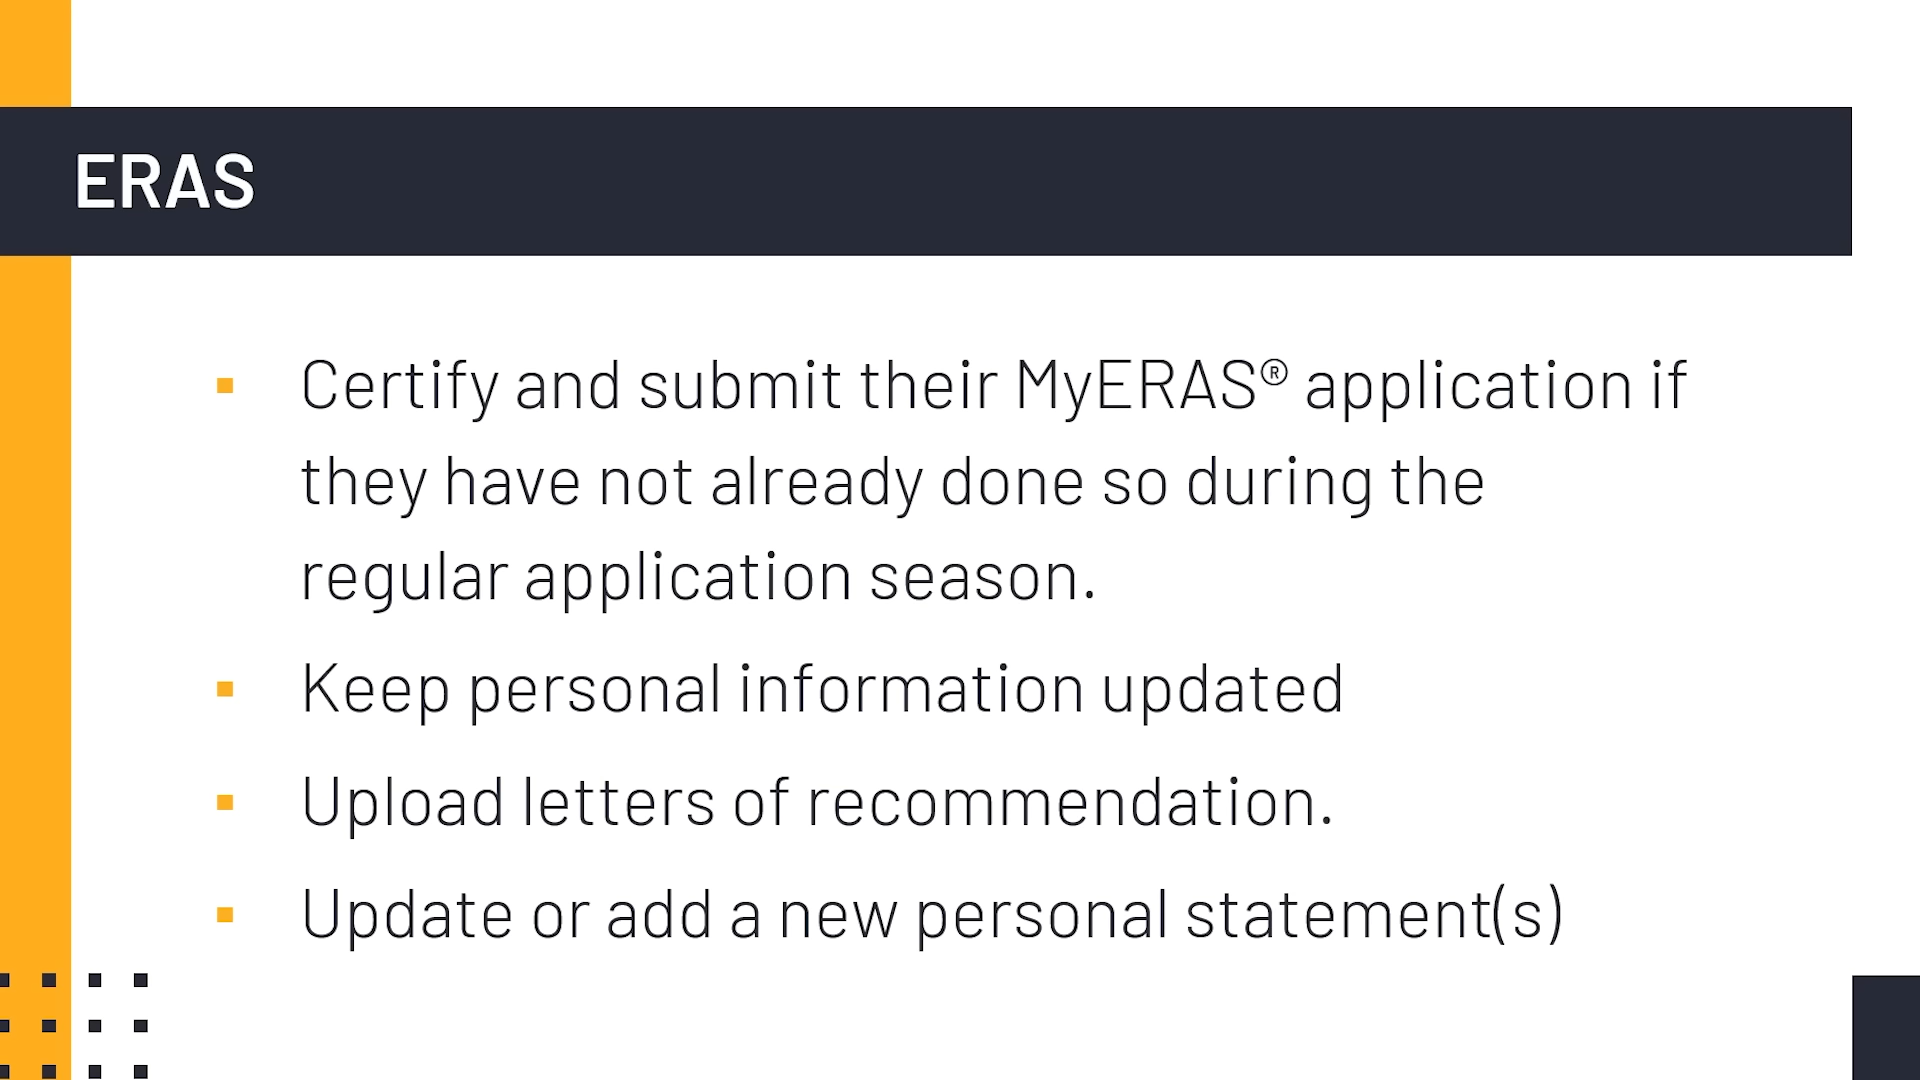 ERAS
▪ Certify and submit their MyERAS® application if
they have not already done so during the
regular application season.
▪ Keep personal information updated
▪ Upload letters of recommendation.
▪ Update or add a new personal statement(s)